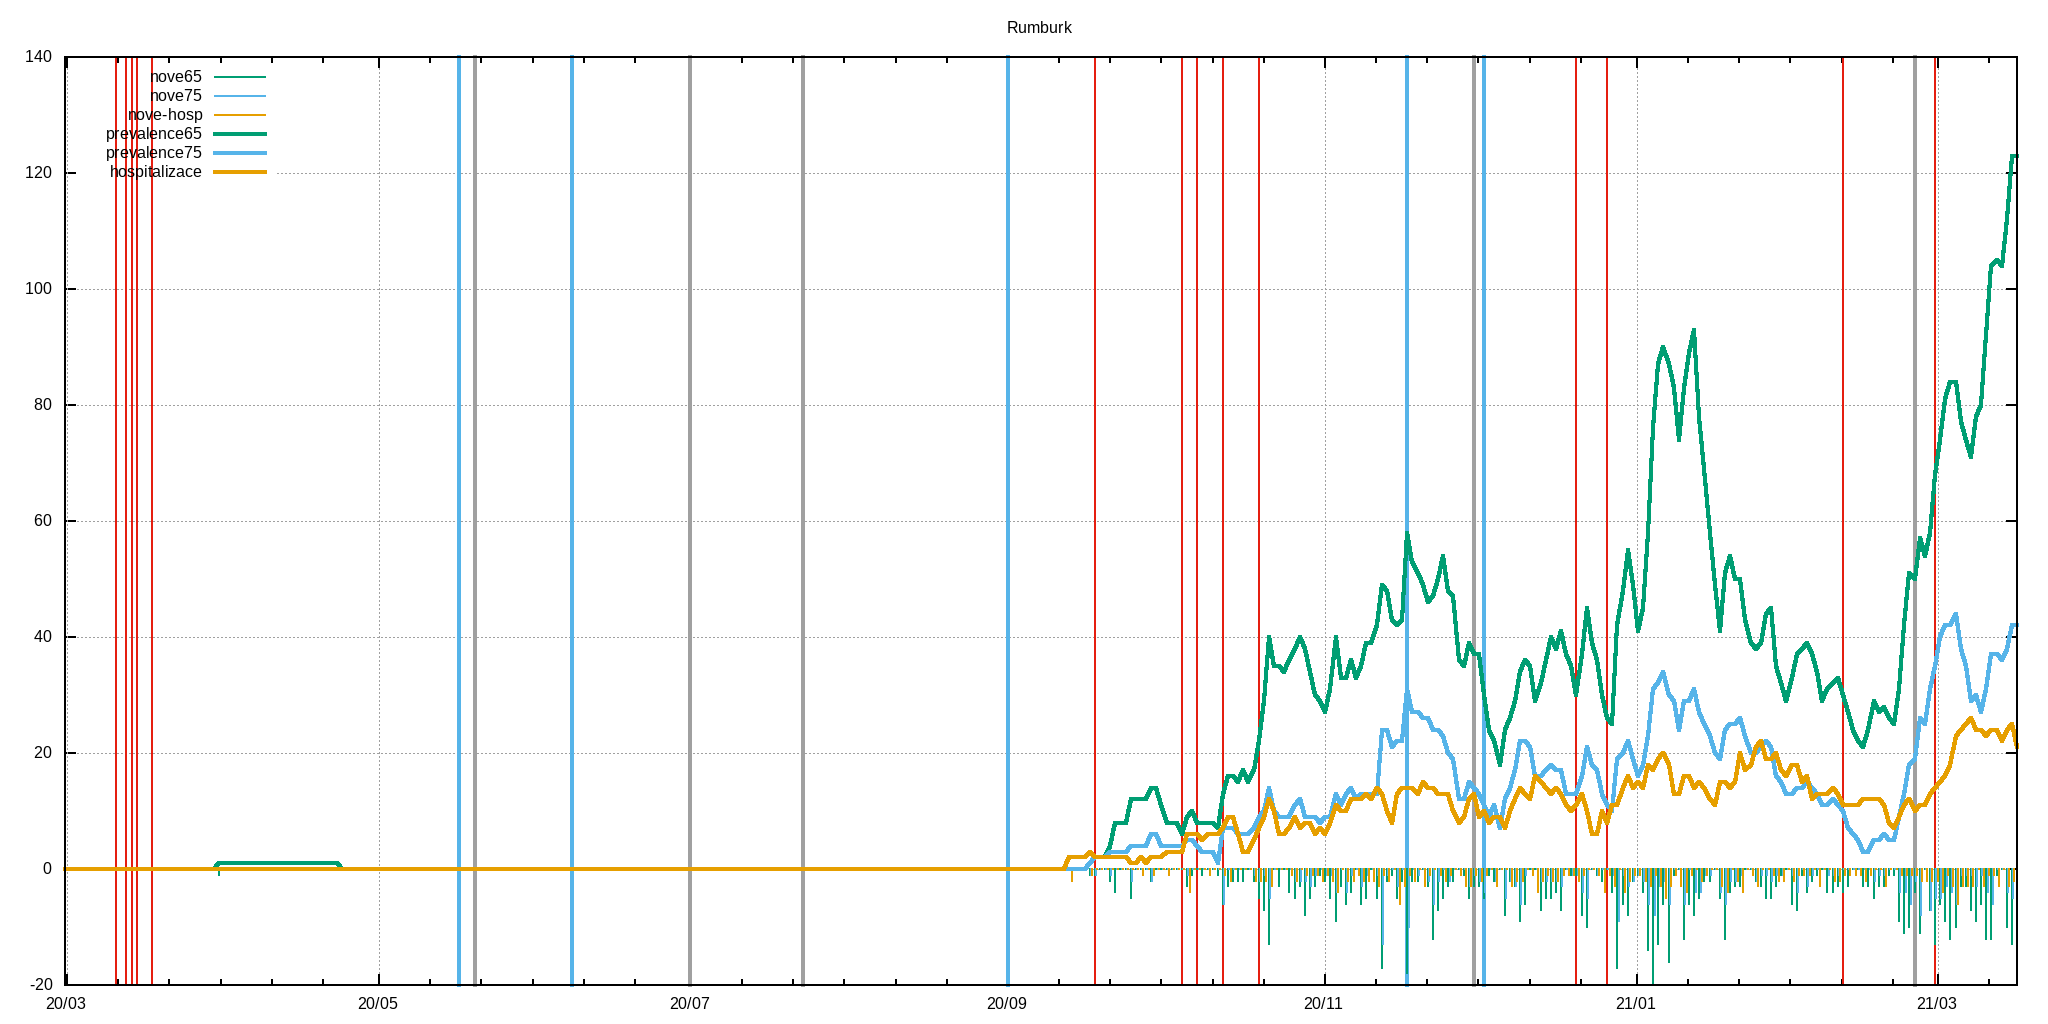 Rumburk
140
120
100
80
60
40
20
0
-20
nove65
nove75
nove-hosp
prevalence65
prevalence75
hospitalizace
20/03 20/05 20/07 20/09 20/11 21/01 21/03